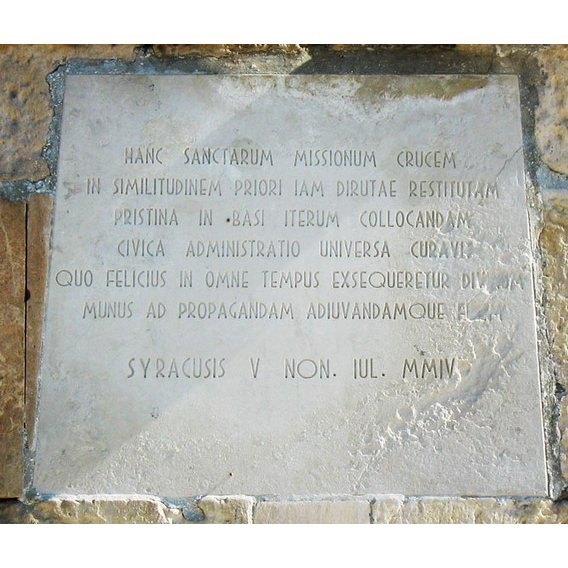 HANC SANCTARUM MISSIONUM CRUCEM
IN SIMILITUDINEM PRIORI IAM DIRUTAE RESTITUTAM
PRISTINA IN BASI ITERUM COLLOCANDAM
CIVICA ADMINISTRATIO UNIVERSA CURAVIT
QUO FELICIUS IN OMNE TEMPUS EXSEQUERETUR
MUNUS AD PROPAGANDAM ADIUVANDAMQUE
SYRACUSIS V NON. IUL. MMIV